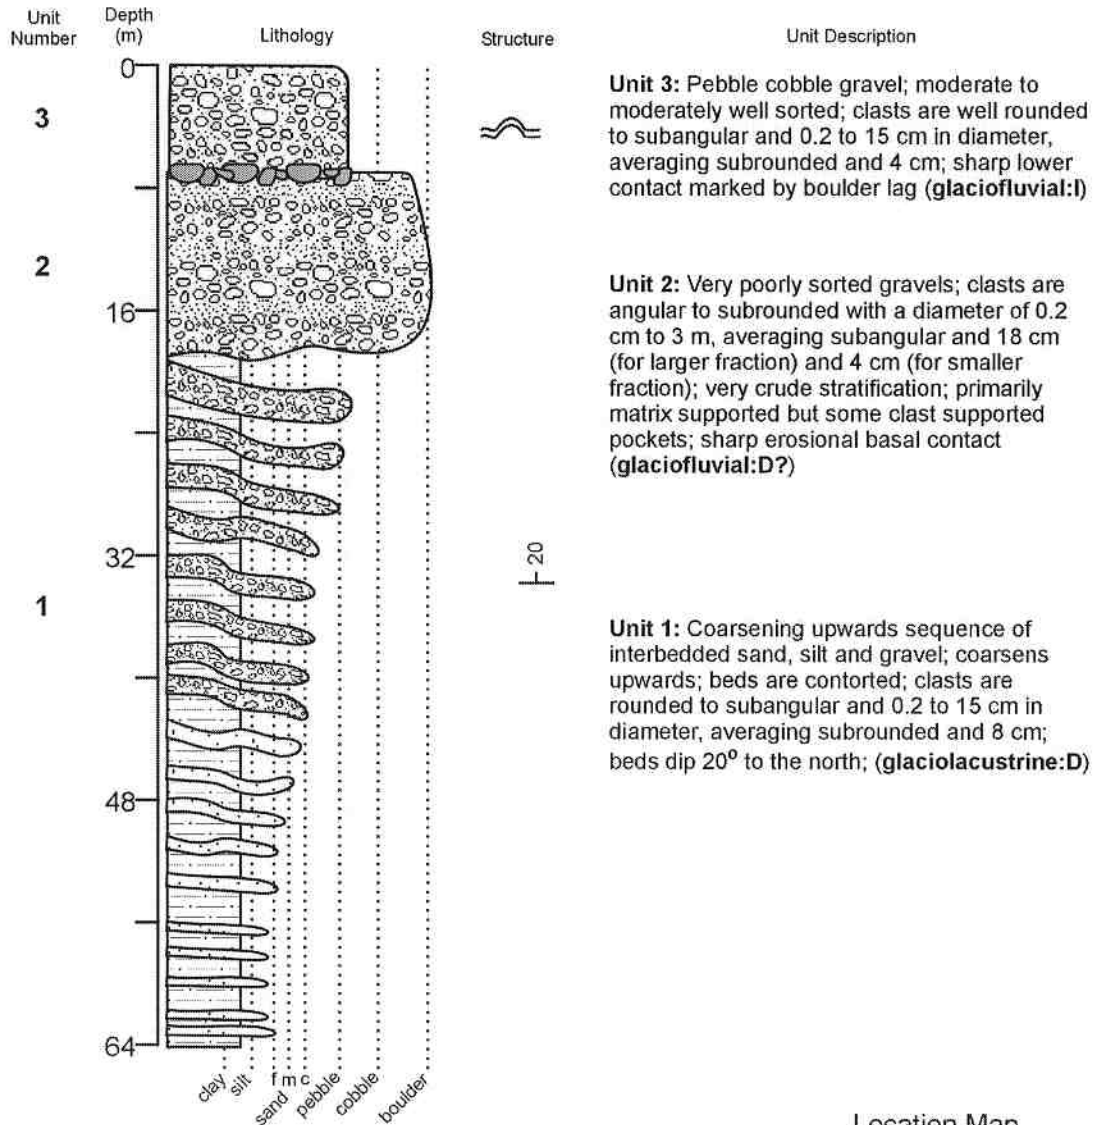 Unit Number
Depth (m)
Lithology
Structure
Unit Description
0
16
32
48
64
3
2
1
20
Unit 3: Pebble cobble gravel; moderate to
moderately well sorted; clasts are well rounded
to subangular and 0.2 to 15 cm in diameter,
averaging subrounded and 4 cm; sharp lower
contact marked by boulder lag (glaciofluvial:I)
Unit 2: Very poorly sorted gravels; clasts are
angular to subrounded with a diameter of 0.2
cm to 3 m, averaging subangular and 18 cm
(for larger fraction) and 4 cm (for smaller
fraction); very crude stratification; primarily
matrix supported but some clast supported
pockets; sharp erosional basal contact
(glaciofluvial:D?)
Unit 1: Coarsening upwards sequence of
interbedded sand, silt and gravel; coarsens
upwards; beds are contorted; clasts are
rounded to subangular and 0.2 to 15 cm in
diameter, averaging subrounded and 8 cm;
beds dip 20º to the north; (glaciolacustrine:D)
clay
silt
f m c
sand
pebble
cobble
boulder
Location Map